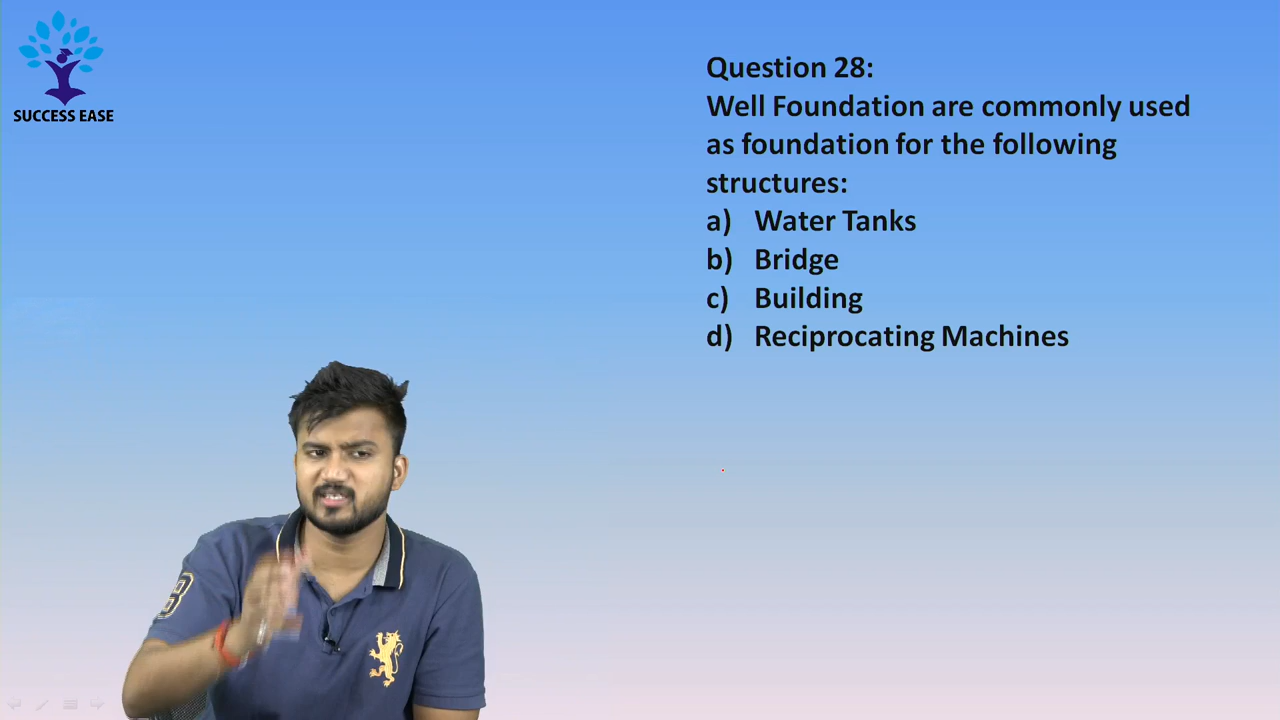 SUCCESS EASE
Question 28:
Well Foundation are commonly used
as foundation for the following
structures:
a) Water Tanks
b) Bridge
c) Building
d) Reciprocating Machines